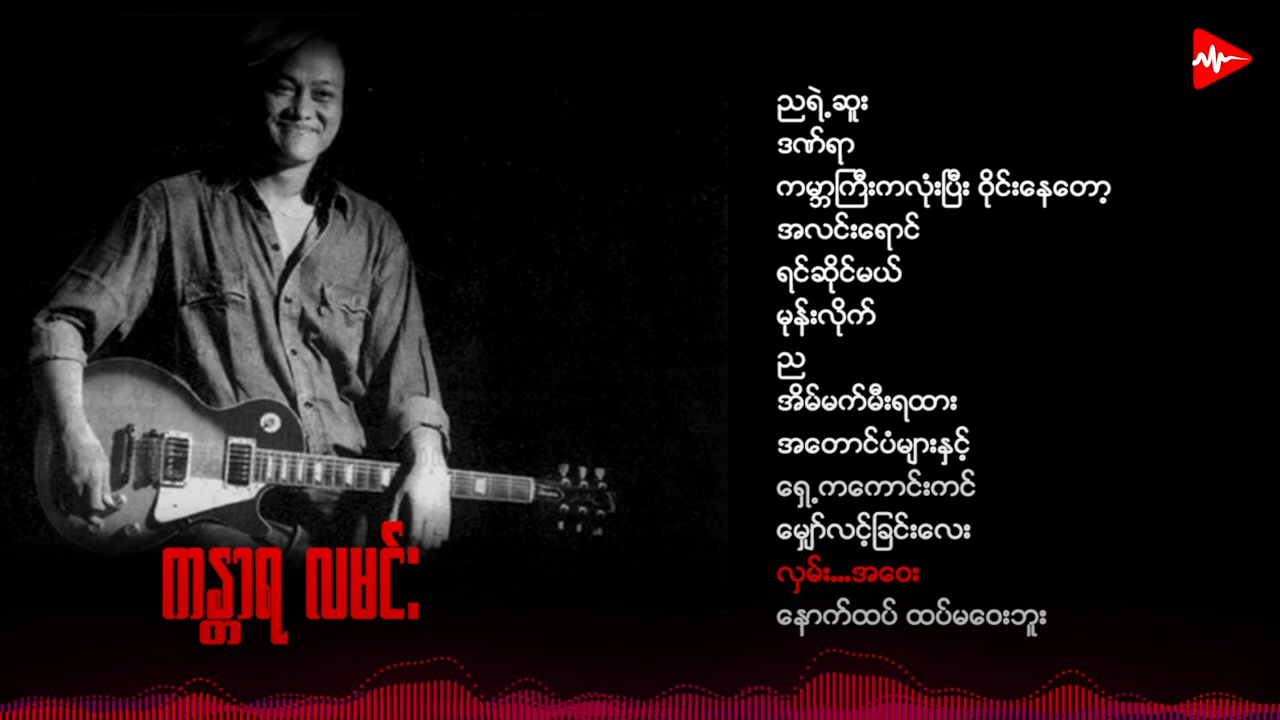 ညရဲ့ဆူး
ဒဏ်ရာ
ကမ္ဘာကြီးကလုံးပြီး ဝိုင်းနေတော့
အလင်းရောင်
ရင်ဆိုင်မယ်
မုန်းလိုက်
ည
အိမ်မက်မီးရထား
အတောင်ပံများနှင့်
ရှေ့ကကောင်းကင်
မျှော်လင့်ခြင်းလေး
လှမ်း...အဝေး
နောက်ထပ် ထပ်မဝေးဘူး
ကန္တာရ လမင်း